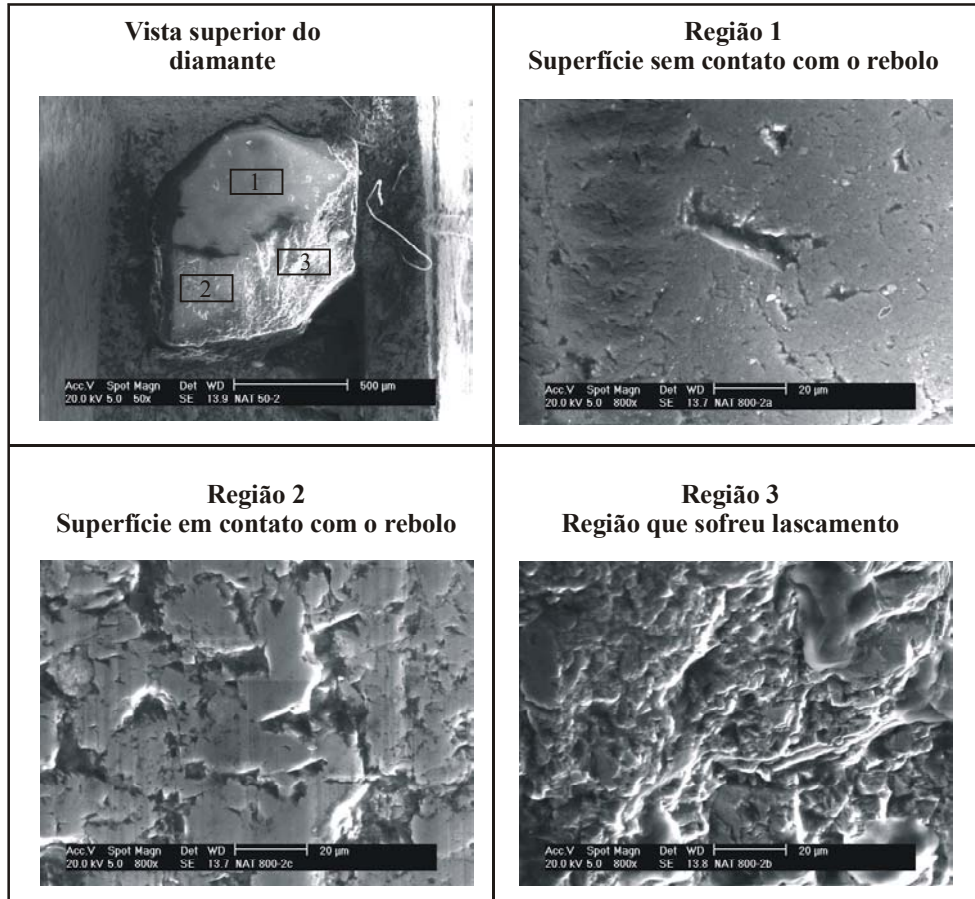 Vista superior do
diamante
1
3
2
Acc.V Spot Magn Det WD 500 µm
20.0 kV 5.0 50x SE 13.9 NAT 50-2
Região 1
Superfície sem contato com o rebolo
Acc.V Spot Magn Det WD 20 µm
20.0 kV 5.0 800x SE 13.7 NAT 800-2a
Região 2
Superfície em contato com o rebolo
Acc.V Spot Magn Det WD 20 µm
20.0 kV 5.0 800x SE 13.7 NAT 800-2c
Região 3
Região que sofreu lascamento
Acc.V Spot Magn Det WD 20 µm
20.0 kV 5.0 800x SE 13.8 NAT 800-2b